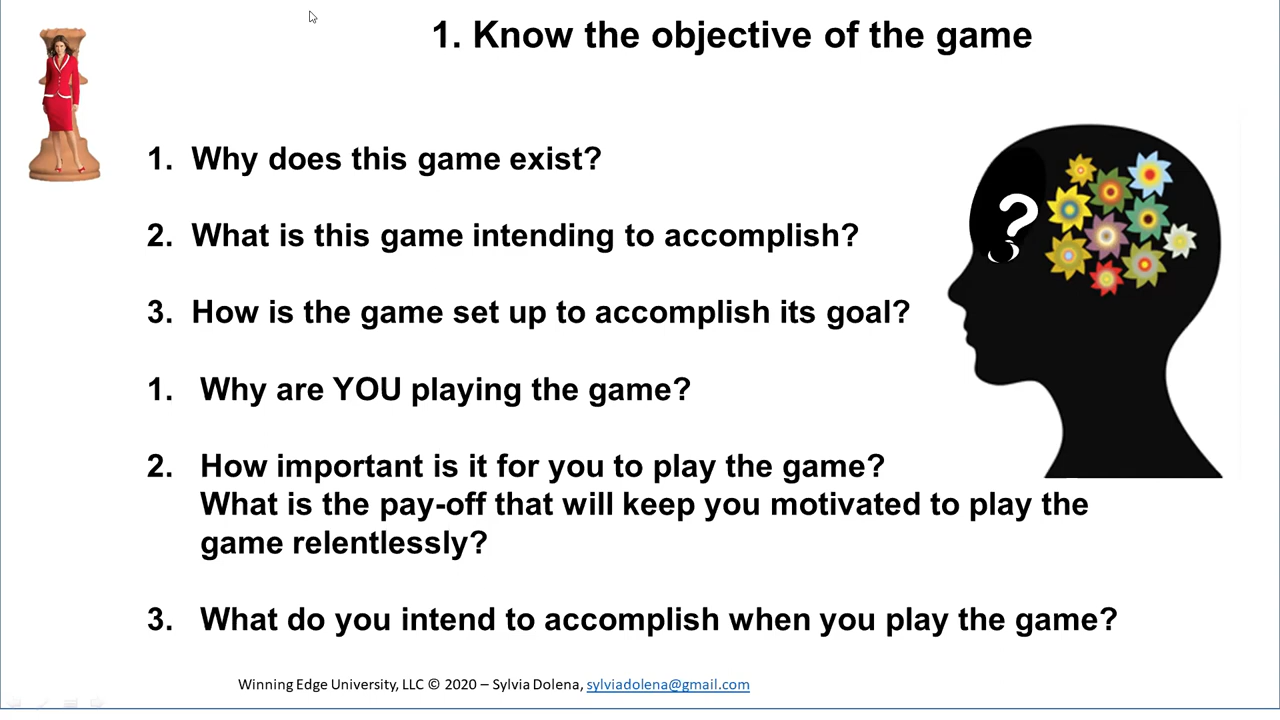 1. Know the objective of the game
1. Why does this game exist?
2. What is this game intending to accomplish?
3. How is the game set up to accomplish its goal?
1. Why are YOU playing the game?
2. How important is it for you to play the game?
What is the pay-off that will keep you motivated to play the
game relentlessly?
3. What do you intend to accomplish when you play the game?
?
Winning Edge University, LLC © 2020 – Sylvia Dolena, sylviadolena@gmail.com